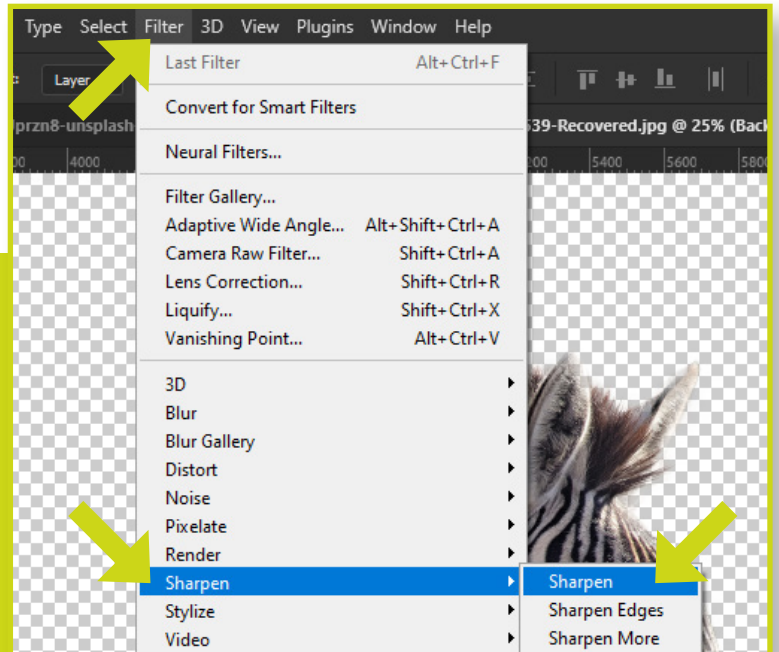 Type Select Filter 3D View Plugins Window Help
Last Filter Alt+Ctrl+F
Layer
Convert for Smart Filters
przn8-unsplash
539-Recovered.jpg @ 25% (Back
Neural Filters...
4000 5400 5600 5800
Filter Gallery...
Adaptive Wide Angle... Alt+Shift+Ctrl+A
Camera Raw Filter... Shift+Ctrl+A
Lens Correction... Shift+Ctrl+R
Liquify... Shift+Ctrl+X
Vanishing Point... Alt+Ctrl+V
3D
Blur
Blur Gallery
Distort
Noise
Pixelate
Render
Sharpen Sharpen
Stylize Sharpen Edges
Video Sharpen More